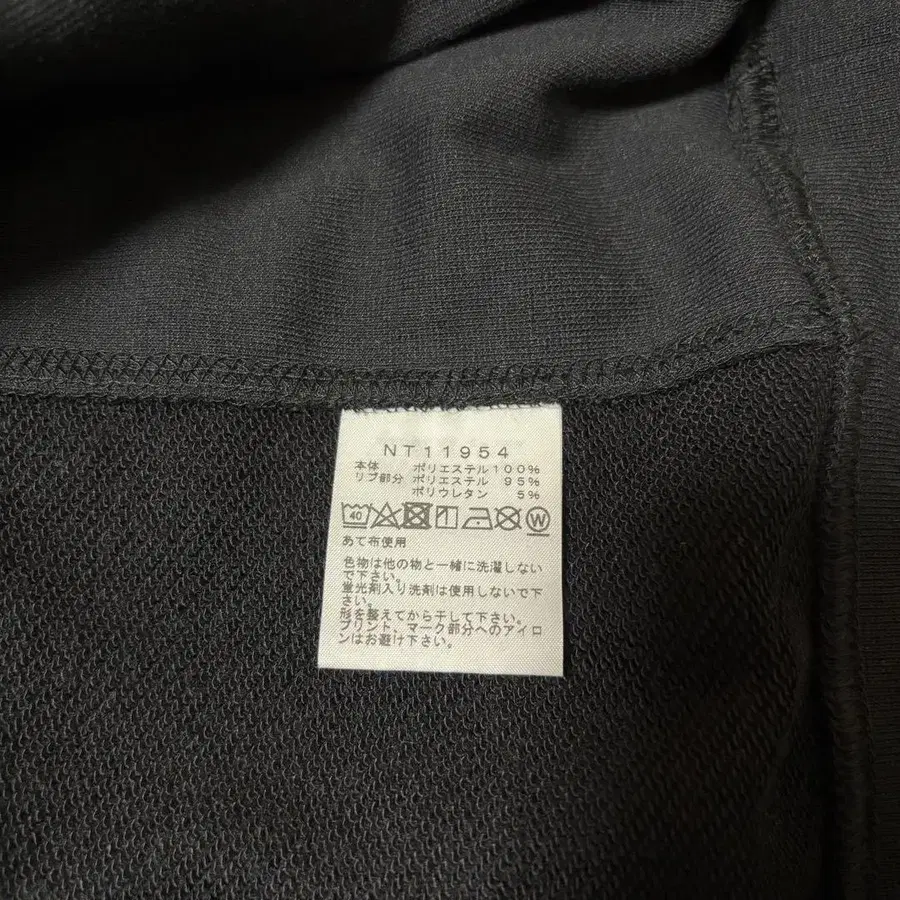 NT11954
本体 ポリエステル100%
リブ部分 ポリエステル 95%
ポリウレタン 5%
40 W
あて布使用
色物は他の物と一緒に洗濯しない
で下さい。
蛍光剤入り洗剤は使用しないで下
さい。
形を整えてから干して下さい。
プリント、マーク部分へのアイロ
ンはお避け下さい。